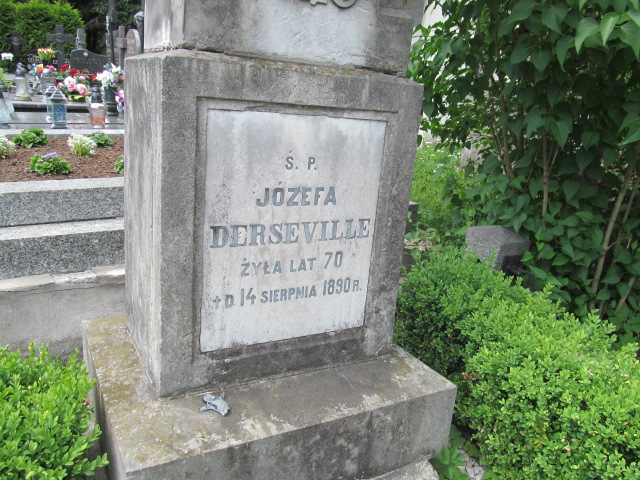 Ś. P.
JÓZEFA
DERSEVILLE
ŻYŁA LAT 70
†D. 14 SIERPNIA 1890 R.